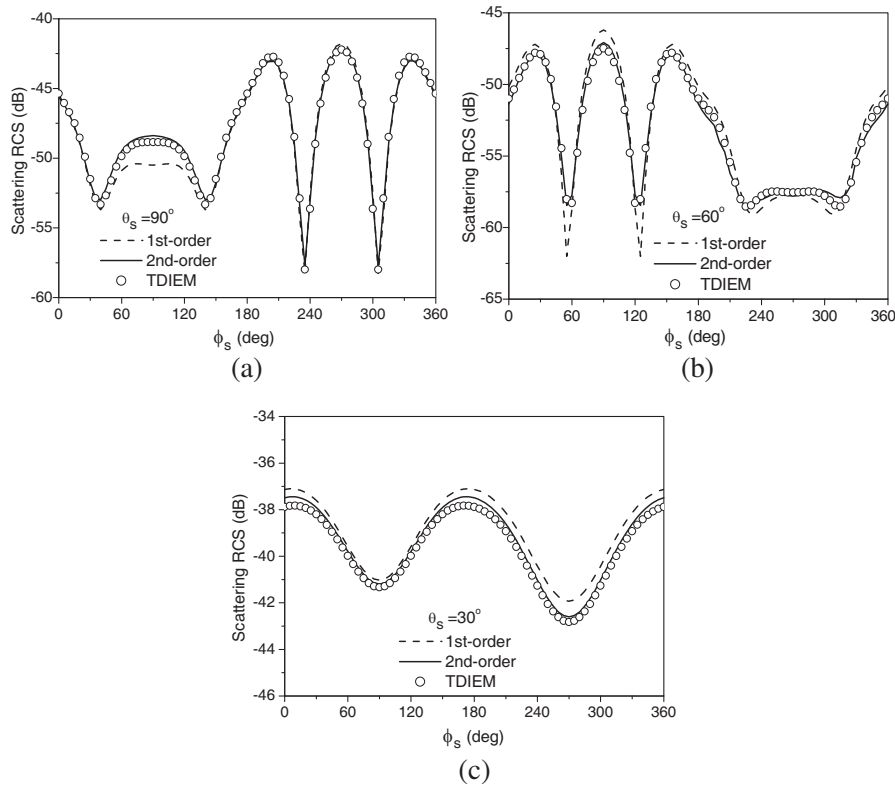 -40
-45
-50
-55
-60
Scattering RCS (dB)
θs =90°
1st-order
2nd-order
TDIEM
0 60 120 180 240 300 360
ϕs (deg)
(a)
-45
-50
-55
-60
-65
Scattering RCS (dB)
θs =60°
1st-order
2nd-order
TDIEM
0 60 120 180 240 300 360
ϕs (deg)
(b)
-34
-36
-38
-40
-42
-44
-46
Scattering RCS (dB)
θs =30°
1st-order
2nd-order
TDIEM
0 60 120 180 240 300 360
ϕs (deg)
(c)